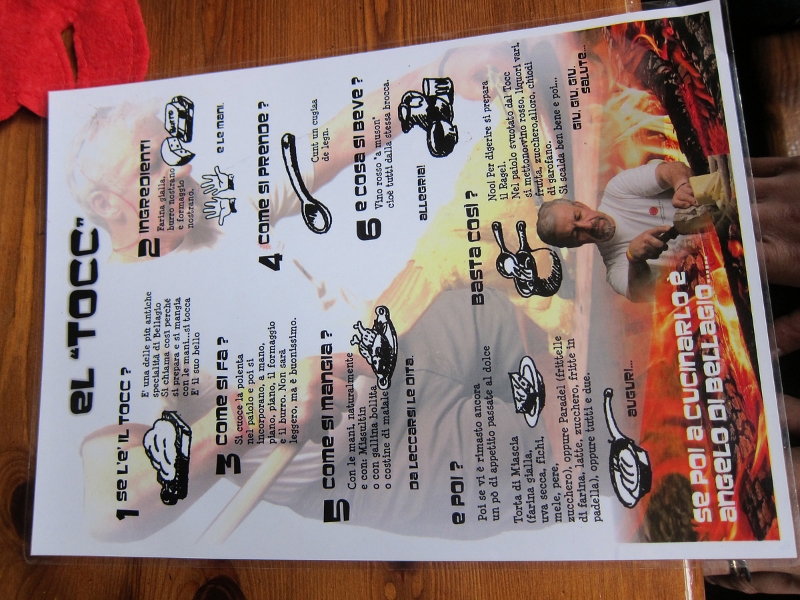 EL "TOCC"
1 SE L'E' IL TOCC ?
E' una delle più antiche
specialità di Bellagio
Si chiama così perchè
si prepara e si mangia
con le mani...si tocca
E' il suo bello
2 INGREDIENTI
Farina gialla,
burro nostrano
e formaggio
nostrano.
BURRO
E LE MANI.
3 COME SI FA ?
Si cuoce la polenta
nel paiolo e poi si
incorporano, a mano,
piano, piano, il formaggio
e il burro. Non sarà
leggero, ma è buonissimo.
4 COME SI PRENDE ?
Cunt un cugiaa
de legn.
5 COME SI MANGIA ?
Con le mani, naturalmente
e con: Missultin
o con gallina bollita
o costine di maiale
DA LECCARSI LE DITA.
6 E COSA SI BEVE ?
Vino rosso "a muson"
cioè tutti dalla stessa brocca.
ALLEGRIA!
E POI ?
Poi se vi è rimasto ancora
un pò di appetito passate al dolce
Torta di Miascia
(farina gialla,
uva secca, fichi,
mele, pere,
zucchero), oppure Paradei (frittelle
di farina, latte, zucchero, fritte in
padella), oppure tutti e due.
AUGURI...
BASTA COSì ?
Noo! Per digerire si prepara
il Ragel.
Nel paiolo svuotato dal Tocc
si mettono:vino rosso, liquori vari,
frutta, zucchero,alloro, chiodi
di garofano.
Si scalda ben bene e poi...
GIU, GIU, GIU,
SALUTE...
SE POI A CUCINARLO È
ANGELO DI BELLAGIO......